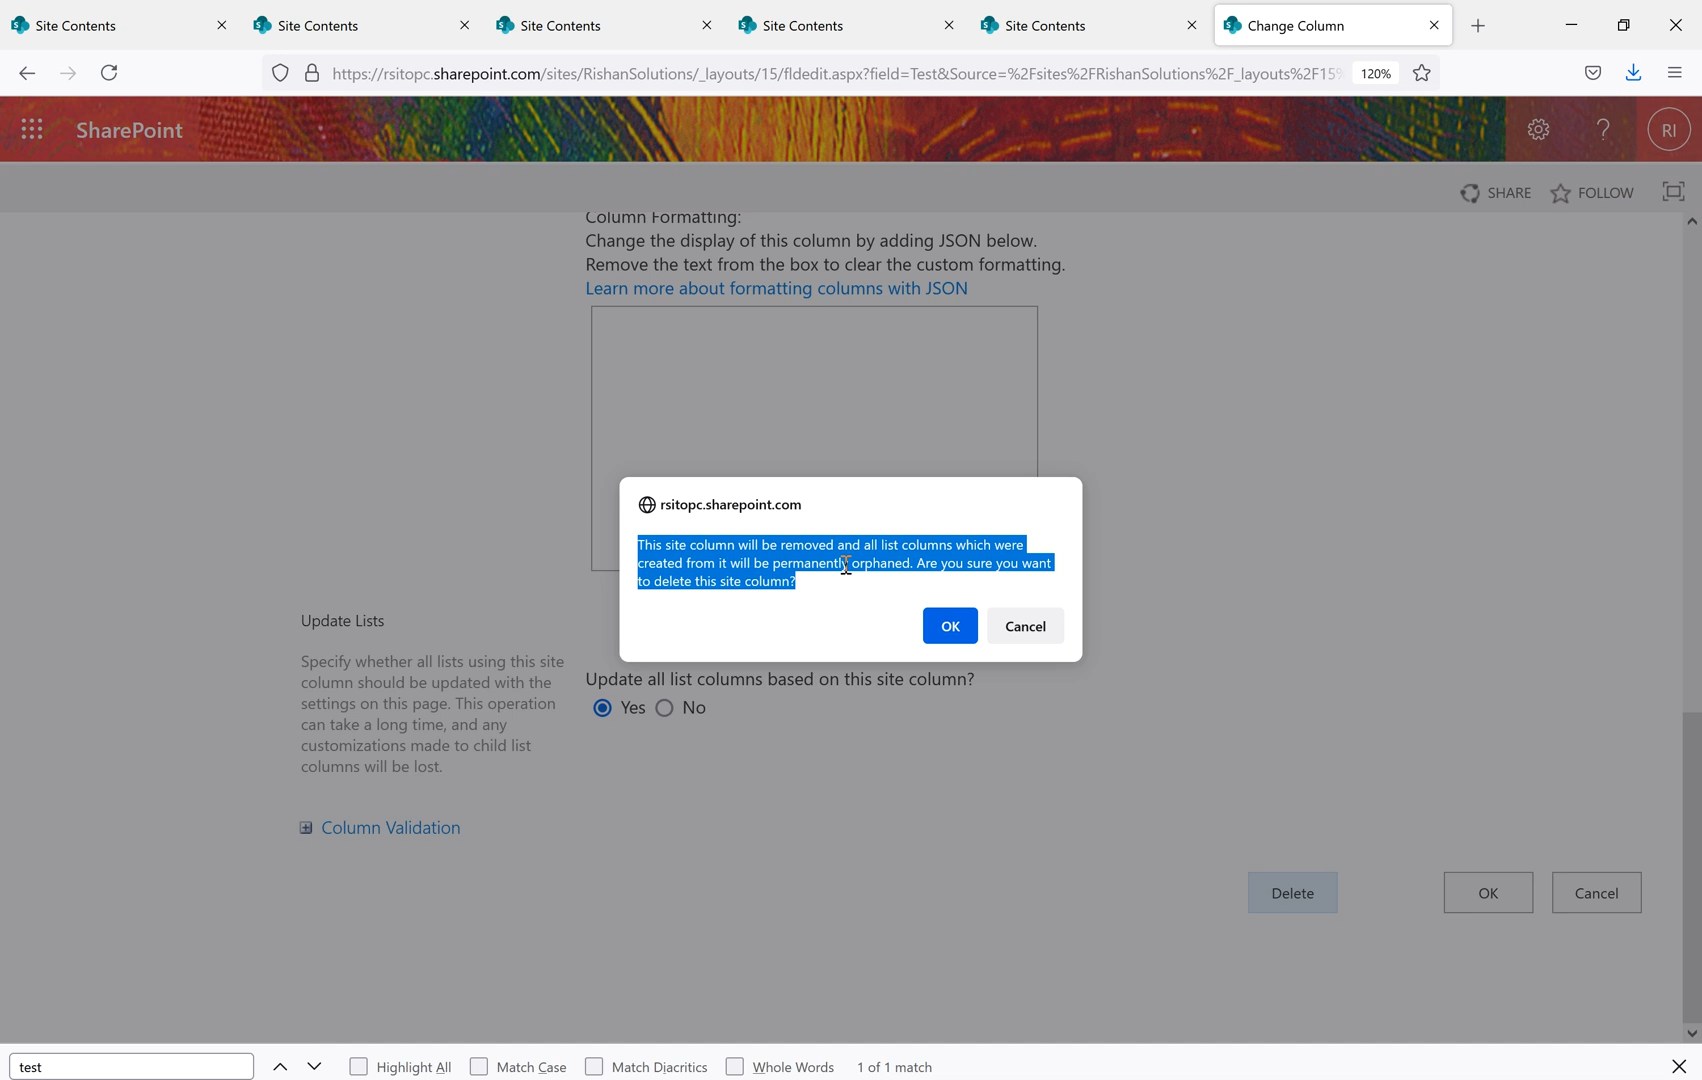 Site Contents
Site Contents
Site Contents
Site Contents
Site Contents
Change Column
https://rsitopc.sharepoint.com/sites/RishanSolutions/_layouts/15/fldedit.aspx?field=Test&Source=%2Fsites%2FRishanSolutions%2F_layouts%2F15%
120%
SharePoint
RI
SHARE
FOLLOW
Column Formatting:
Change the display of this column by adding JSON below.
Remove the text from the box to clear the custom formatting.
Learn more about formatting columns with JSON
rsitopc.sharepoint.com
This site column will be removed and all list columns which were
created from it will be permanently orphaned. Are you sure you want
to delete this site column?
OK
Cancel
Update Lists
Specify whether all lists using this site
column should be updated with the
settings on this page. This operation
can take a long time, and any
customizations made to child list
columns will be lost.
Update all list columns based on this site column?
Yes
No
Column Validation
Delete
OK
Cancel
test
Highlight All
Match Case
Match Diacritics
Whole Words
1 of 1 match